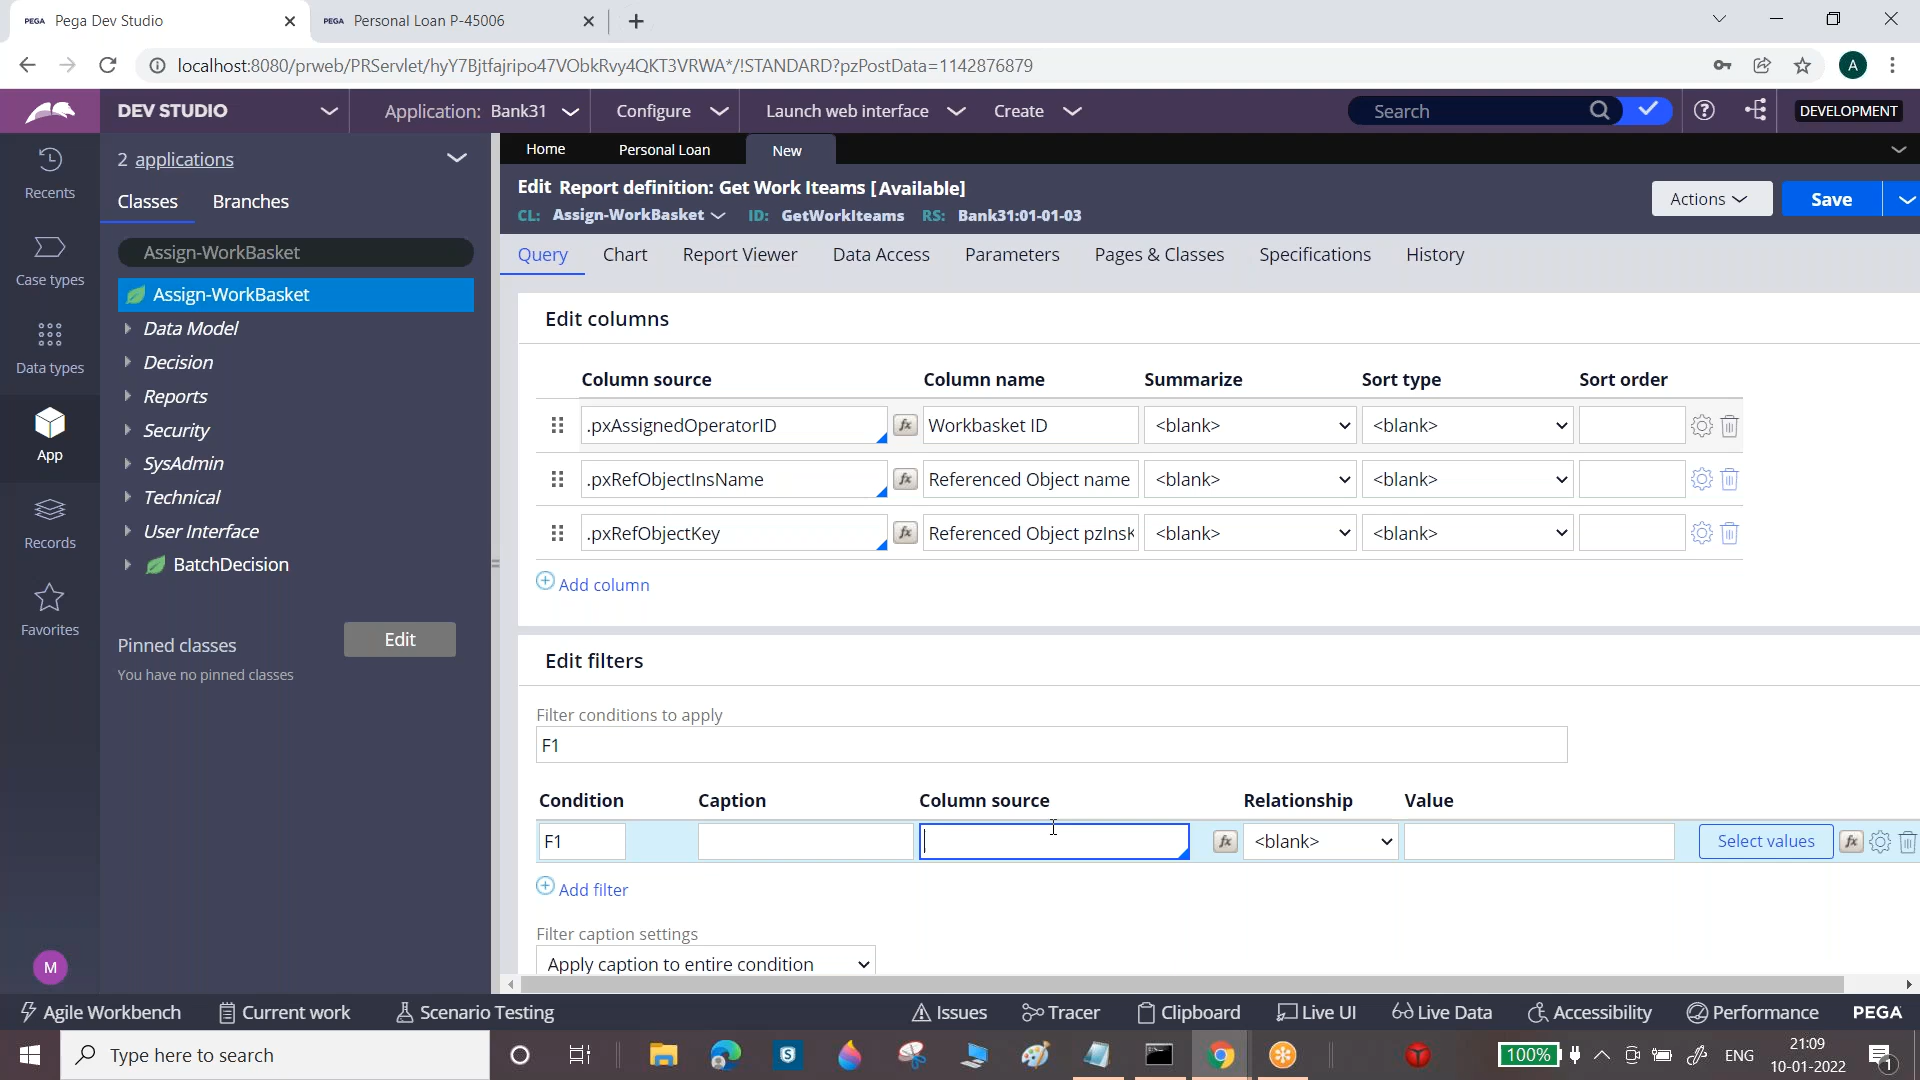 PEGA Pega Dev Studio
PEGA Personal Loan P-45006
localhost:8080/prweb/PRServlet/hyY7Bjtfajripo47VObkRvy4QKT3VRWA*/!STANDARD?pzPostData=1142876879
A
DEV STUDIO
Application: Bank31
Configure
Launch web interface
Create
Search
DEVELOPMENT
Recents
Case types
Data types
App
Records
Favorites
M
2 applications
Classes Branches
Assign-WorkBasket
Assign-WorkBasket
Data Model
Decision
Reports
Security
SysAdmin
Technical
User Interface
BatchDecision
Pinned classes
Edit
You have no pinned classes
Home Personal Loan New
Edit Report definition: Get Work Iteams [Available]
CL: Assign-WorkBasket ID: GetWorkIteams RS: Bank31:01-01-03
Actions Save
Query Chart Report Viewer Data Access Parameters Pages & Classes Specifications History
Edit columns
Column source Column name Summarize Sort type Sort order
.pxAssignedOperatorID fx Workbasket ID <blank> <blank>
.pxRefObjectInsName fx Referenced Object name <blank> <blank>
.pxRefObjectKey fx Referenced Object pzInsK <blank> <blank>
Add column
Edit filters
Filter conditions to apply
F1
Condition Caption Column source Relationship Value
F1 fx <blank> Select values fx
Add filter
Filter caption settings
Apply caption to entire condition
Agile Workbench Current work Scenario Testing Issues Tracer Clipboard Live UI Live Data Accessibility Performance PEGA
Type here to search
100%
ENG
21:09
10-01-2022
1